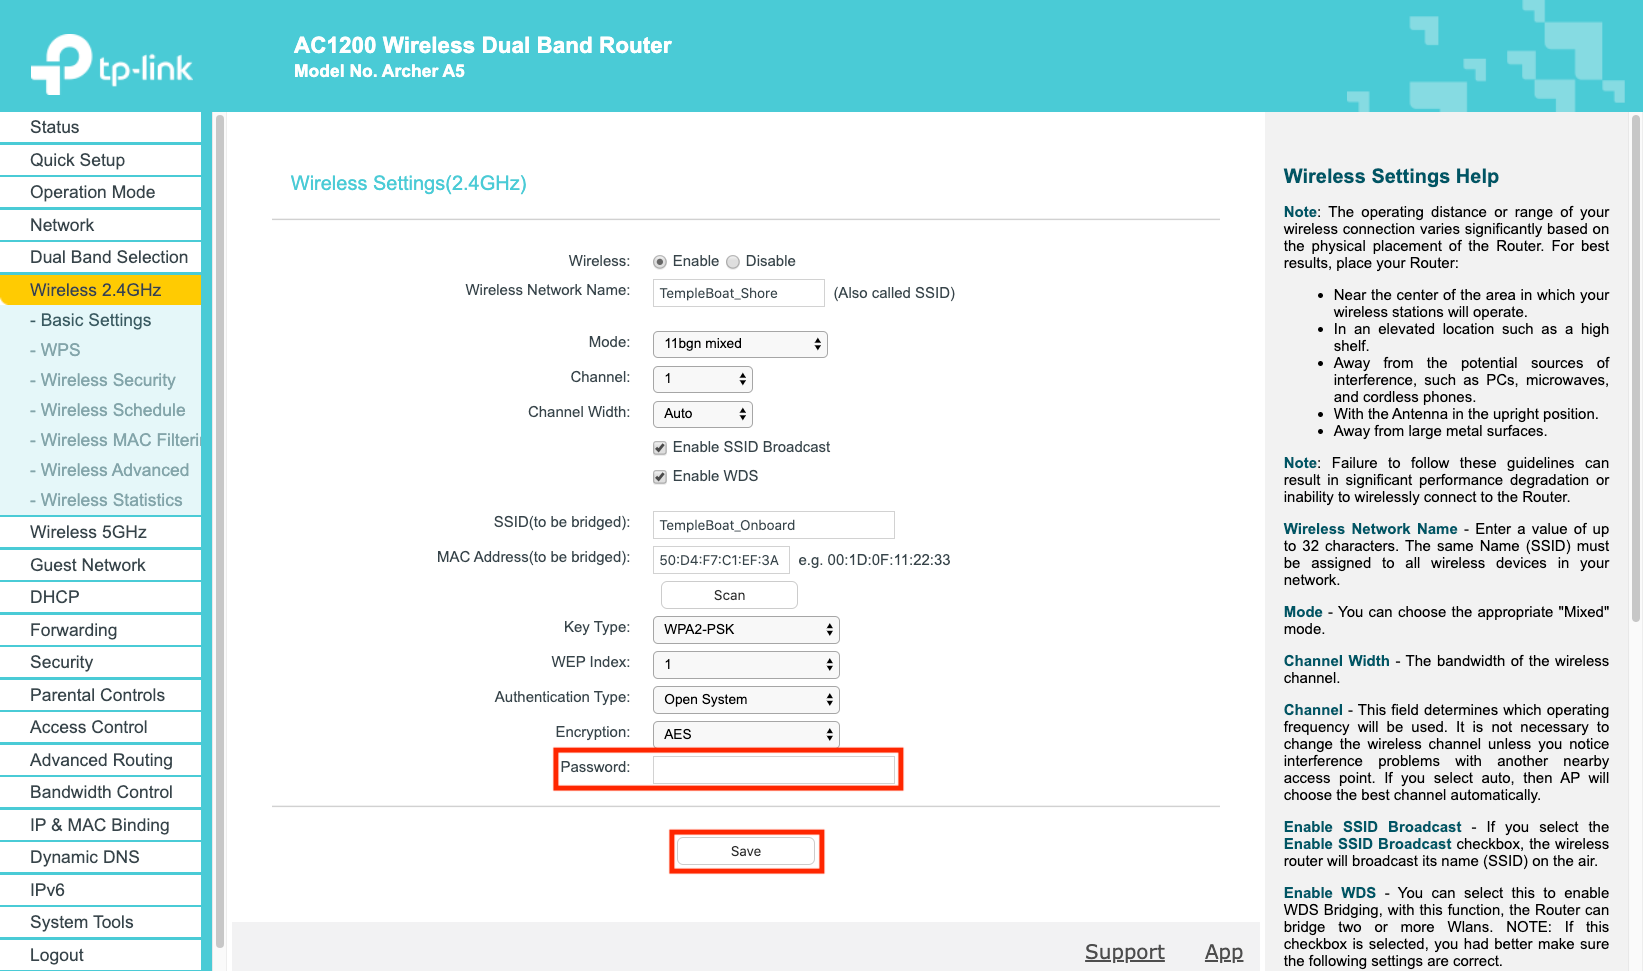 tp-link
AC1200 Wireless Dual Band Router
Model No. Archer A5
Status
Quick Setup
Operation Mode
Network
Dual Band Selection
Wireless 2.4GHz
- Basic Settings
- WPS
- Wireless Security
- Wireless Schedule
- Wireless MAC Filterin
- Wireless Advanced
- Wireless Statistics
Wireless 5GHz
Guest Network
DHCP
Forwarding
Security
Parental Controls
Access Control
Advanced Routing
Bandwidth Control
IP & MAC Binding
Dynamic DNS
IPv6
System Tools
Logout
Wireless Settings(2.4GHz)
Wireless: Enable Disable
Wireless Network Name: TempleBoat_Shore (Also called SSID)
Mode: 11bgn mixed
Channel: 1
Channel Width: Auto
Enable SSID Broadcast
Enable WDS
SSID(to be bridged): TempleBoat_Onboard
MAC Address(to be bridged): 50:D4:F7:C1:EF:3A e.g. 00:1D:0F:11:22:33
Scan
Key Type: WPA2-PSK
WEP Index: 1
Authentication Type: Open System
Encryption: AES
Password:
Save
Support App
Wireless Settings Help
Note: The operating distance or range of your
wireless connection varies significantly based on
the physical placement of the Router. For best
results, place your Router:
• Near the center of the area in which your
wireless stations will operate.
• In an elevated location such as a high
shelf.
• Away from the potential sources of
interference, such as PCs, microwaves,
and cordless phones.
• With the Antenna in the upright position.
• Away from large metal surfaces.
Note: Failure to follow these guidelines can
result in significant performance degradation or
inability to wirelessly connect to the Router.
Wireless Network Name - Enter a value of up
to 32 characters. The same Name (SSID) must
be assigned to all wireless devices in your
network.
Mode - You can choose the appropriate "Mixed"
mode.
Channel Width - The bandwidth of the wireless
channel.
Channel - This field determines which operating
frequency will be used. It is not necessary to
change the wireless channel unless you notice
interference problems with another nearby
access point. If you select auto, then AP will
choose the best channel automatically.
Enable SSID Broadcast - If you select the
Enable SSID Broadcast checkbox, the wireless
router will broadcast its name (SSID) on the air.
Enable WDS - You can select this to enable
WDS Bridging, with this function, the Router can
bridge two or more Wlans. NOTE: If this
checkbox is selected, you had better make sure
the following settings are correct.